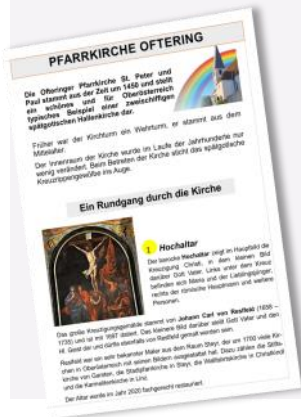 PFARRKIRCHE OFTERING
Die Oftheringer Pfarrkirche St. Peter und
Paul stammt aus der Zeit um 1450 und stellt
ein schönes und für Oberösterreich
typisches Beispiel einer zweischiffigen
spätgotischen Hallenkirche dar.
Früher war der Kirchturm ein Wehrturm, er stammt aus dem
Mittelalter.
Der Innenraum der Kirche wurde im Laufe der Jahrhunderte nur
wenig verändert. Beim Betreten der Kirche sticht das spätgotische
Kreuzrippengewölbe ins Auge.
Ein Rundgang durch die Kirche
1 Hochaltar
Der barocke Hochaltar zeigt im Hauptbild die
Kreuzigung Christi, in dem kleinen Bild
darüber Gott Vater. Links unter dem Kreuz
befinden sich Maria und der Lieblingsjünger,
rechts der römische Hauptmann und weitere
Personen.
Das große Kreuzigungsgemälde stammt von Johann Carl von Reslfeld (1658 –
1735) und ist mit 1697 datiert. Das kleinere Bild darüber stellt Gott Vater und den
Hl. Geist dar und dürfte ebenfalls von Reslfeld gemalt worden sein.
Reslfeld war ein sehr bekannter Maler aus dem Raum Steyr, der um 1700 viele Kir-
chen in Oberösterreich mit seinen Bildern ausgestattet hat. Dazu zählen die Stifts-
kirche von Garsten, die Stadtpfarrkirche in Steyr, die Wallfahrtskirche in Christkindl
und die Karmelitenkirche in Linz.
Der Altar wurde im Jahr 2020 fachgerecht restauriert.